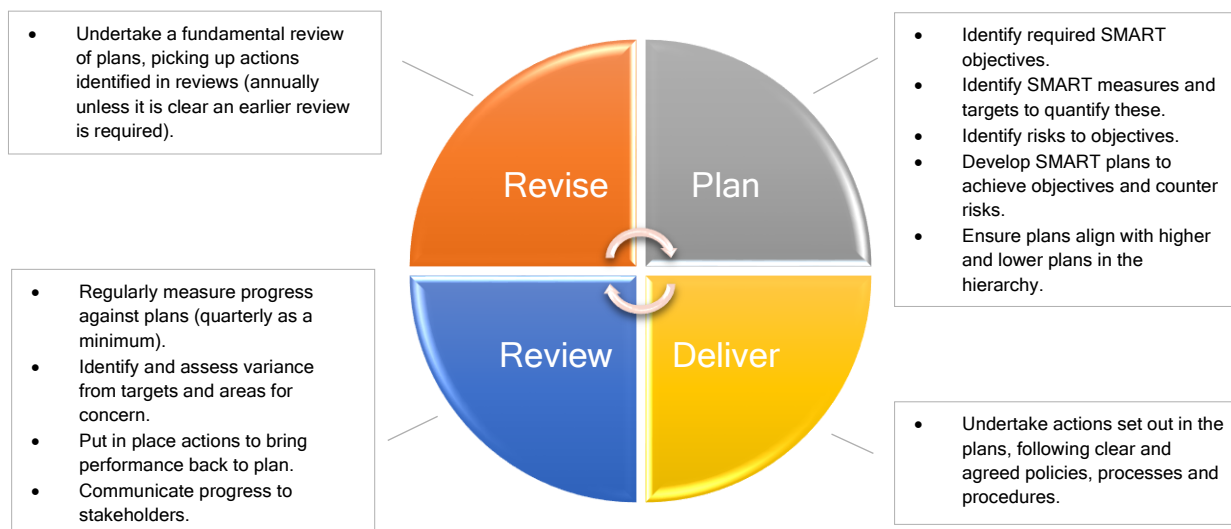 • Undertake a fundamental review
of plans, picking up actions
identified in reviews (annually
unless it is clear an earlier review
is required).
Revise
Plan
• Identify required SMART
objectives.
• Identify SMART measures and
targets to quantify these.
• Identify risks to objectives.
• Develop SMART plans to
achieve objectives and counter
risks.
• Ensure plans align with higher
and lower plans in the
hierarchy.
• Regularly measure progress
against plans (quarterly as a
minimum).
• Identify and assess variance
from targets and areas for
concern.
• Put in place actions to bring
performance back to plan.
• Communicate progress to
stakeholders.
Review
Deliver
• Undertake actions set out in the
plans, following clear and
agreed policies, processes and
procedures.